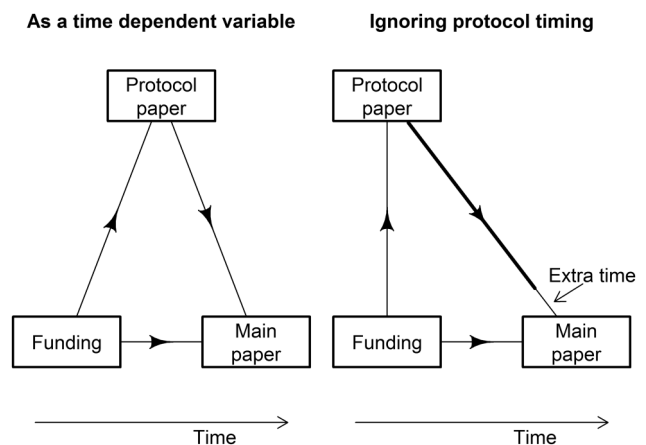 As a time dependent variable
Ignoring protocol timing
Protocol
paper
Protocol
paper
Extra time
Funding
Main
paper
Funding
Main
paper
Time
Time